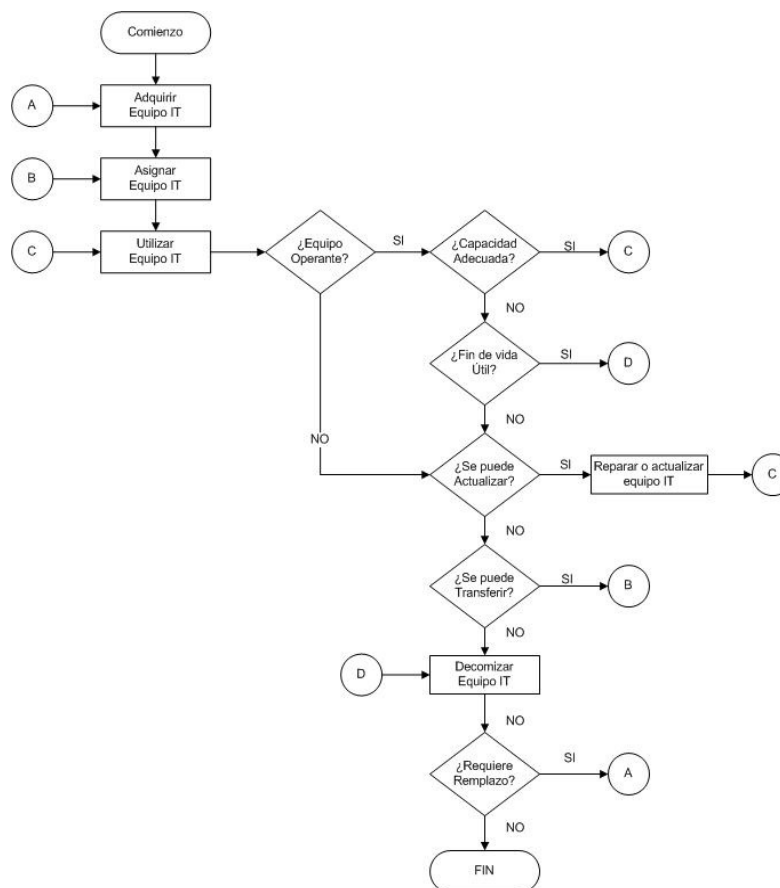 Comienzo
A
Adquirir
Equipo IT
B
Asignar
Equipo IT
C
Utilizar
Equipo IT
¿Equipo
Operante?
SI
¿Capacidad
Adecuada?
SI
C
NO
¿Fin de vida
Útil?
SI
D
NO
NO
¿Se puede
Actualizar?
SI
Reparar o actualizar
equipo IT
C
NO
¿Se puede
Transferir?
SI
B
NO
D
Decomizar
Equipo IT
NO
¿Requiere
Remplazo?
SI
A
NO
FIN